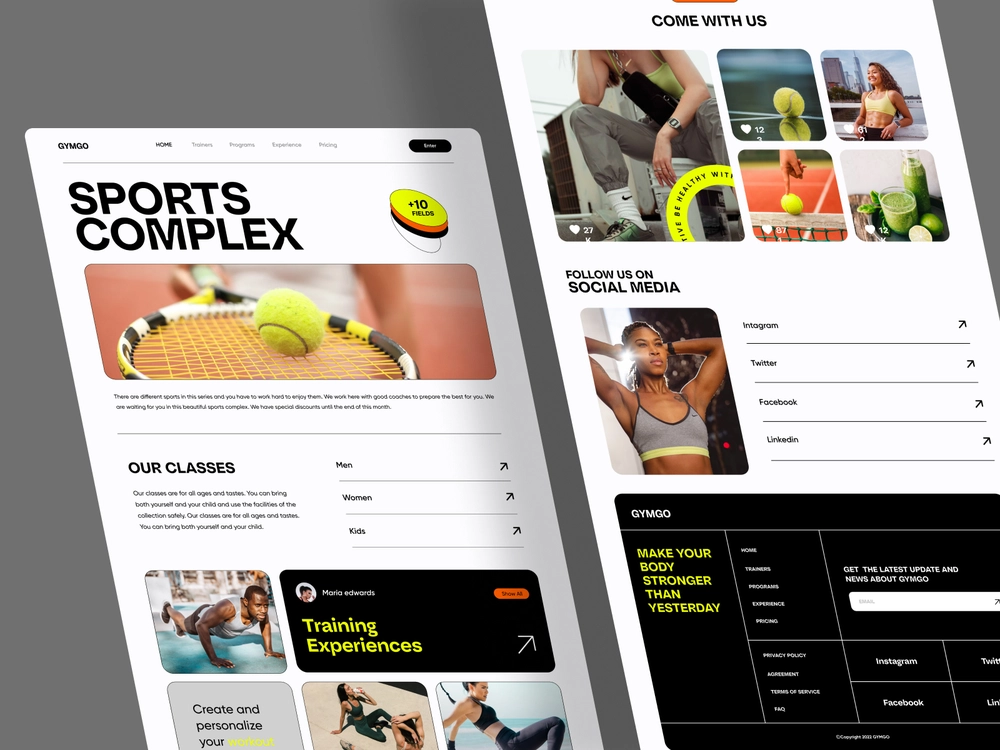 GYMGO
HOME
Trainers
Programs
Experience
Pricing
Enter
SPORTS
COMPLEX
+10
FIELDS
There are different sports in this series and you have to work hard to enjoy them. We work here with good coaches to prepare the best for you. We
are waiting for you in this beautiful sports complex. We have special discounts until the end of this month.
OUR CLASSES
Our classes are for all ages and tastes. You can bring
both yourself and your child and use the facilities of the
collection safely. Our classes are for all ages and tastes.
You can bring both yourself and your child.
Men
Women
Kids
Maria edwards
Show All
Training
Experiences
Create and
personalize
your workout
COME WITH US
12
61
27
K
87
12
K
TIVE BE HEALTHY WITH
FOLLOW US ON
SOCIAL MEDIA
Intagram
Twitter
Facebook
Linkedin
GYMGO
MAKE YOUR
BODY
STRONGER
THAN
YESTERDAY
HOME
TRAINERS
PROGRAMS
EXPERIENCE
PRICING
PRIVACY POLICY
AGREEMENT
TERMS OF SERVICE
FAQ
GET THE LATEST UPDATE AND
NEWS ABOUT GYMGO
EMAIL
Instagram
Twitt
Facebook
Lin
©Copyright 2022 GYMGO